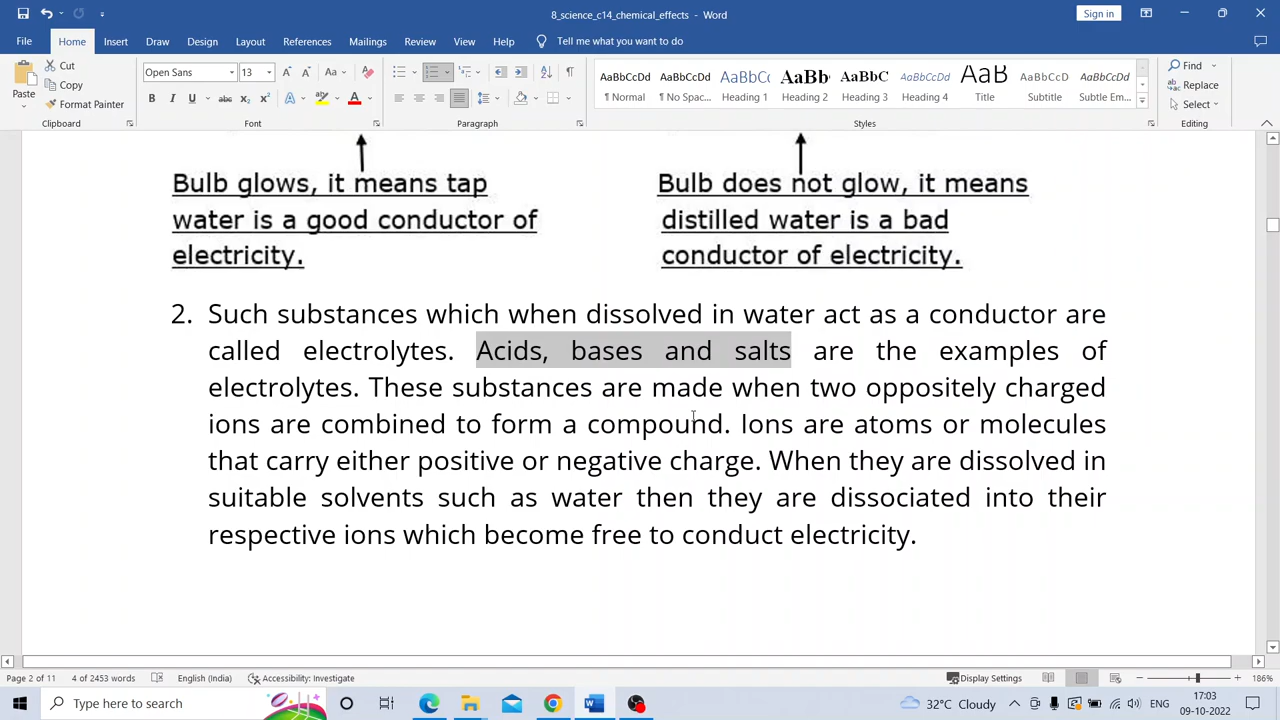 8_science_c14_chemical_effects - Word
Sign in
File Home Insert Draw Design Layout References Mailings Review View Help Tell me what you want to do
Paste
Cut
Copy
Format Painter
Clipboard
Open Sans 13
Font
Paragraph
AaBbCcDd AaBbCcDd AaBbCc AaBb AaBbC AaBbCcDd AaB AaBbCcDd AaBbCcDd
¶ Normal ¶ No Spac... Heading 1 Heading 2 Heading 3 Heading 4 Title Subtitle Subtle Em...
Styles
Find
Replace
Select
Editing
Bulb glows, it means tap
water is a good conductor of
electricity.
Bulb does not glow, it means
distilled water is a bad
conductor of electricity.
2. Such substances which when dissolved in water act as a conductor are
called electrolytes. Acids, bases and salts are the examples of
electrolytes. These substances are made when two oppositely charged
ions are combined to form a compound. Ions are atoms or molecules
that carry either positive or negative charge. When they are dissolved in
suitable solvents such as water then they are dissociated into their
respective ions which become free to conduct electricity.
Page 2 of 11 4 of 2453 words English (India) Accessibility: Investigate Display Settings 186%
Type here to search
32°C Cloudy
ENG
17:03
09-10-2022